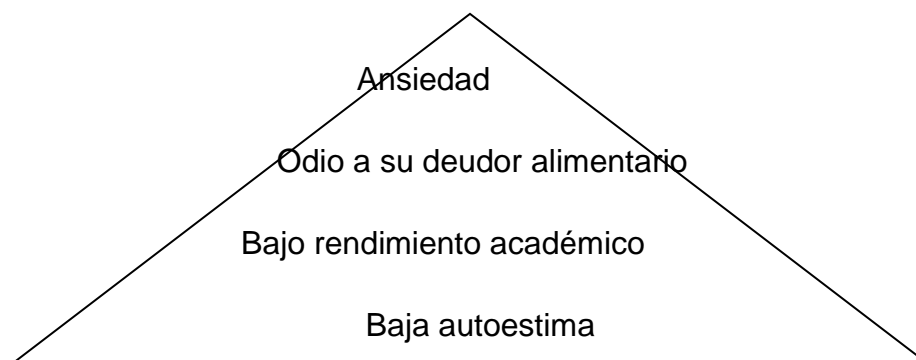 Ansiedad
Odio a su deudor alimentario
Bajo rendimiento académico
Baja autoestima